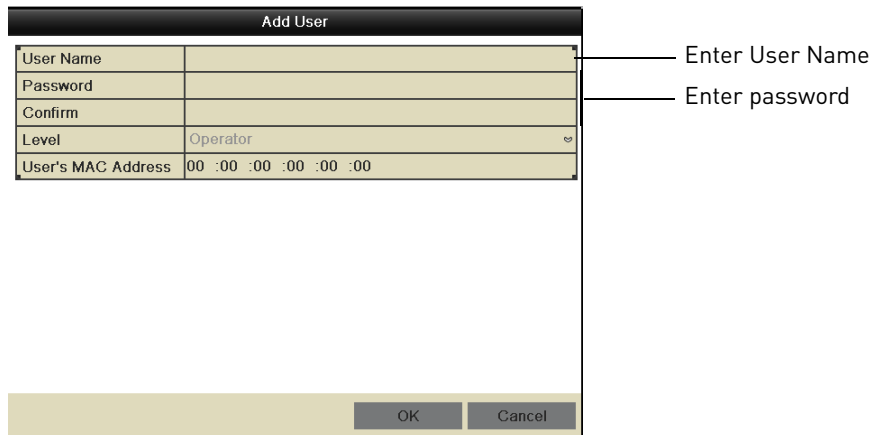 Add User
User Name
Enter User Name
Password
Enter password
Confirm
Level Operator
User's MAC Address 00 :00 :00 :00 :00 :00
OK Cancel